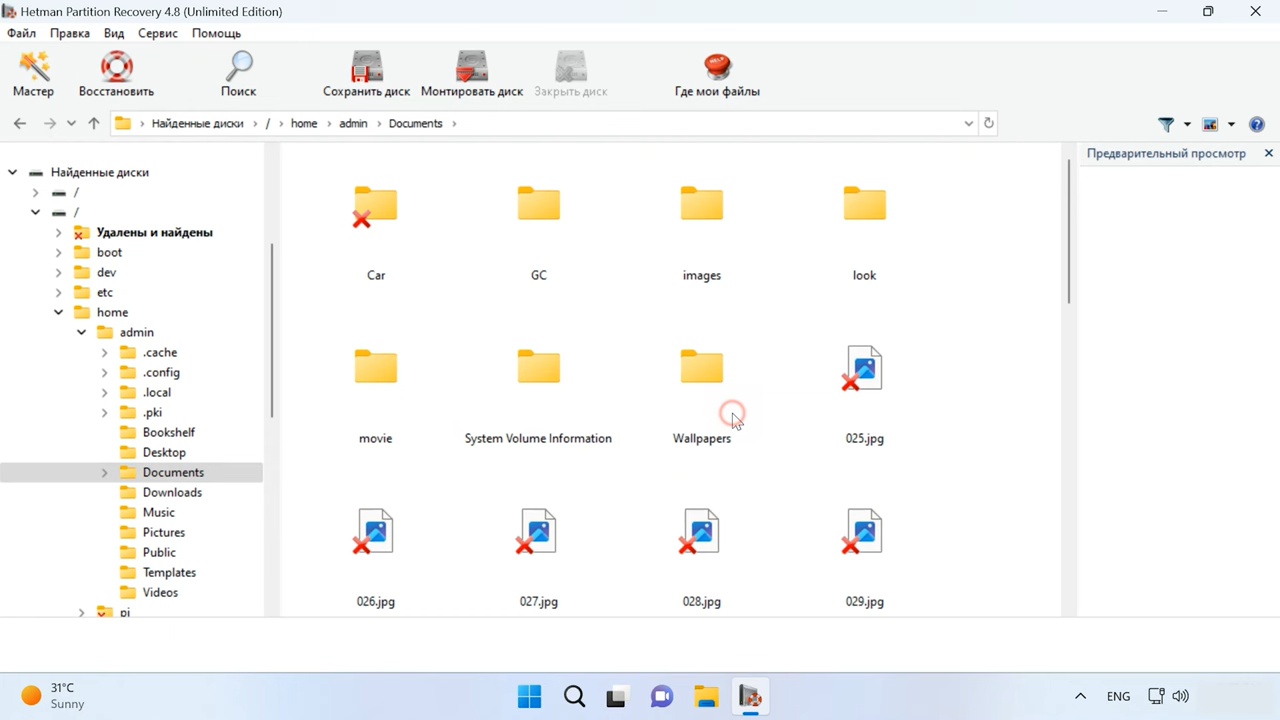 Hetman Partition Recovery 4.8 (Unlimited Edition)
Файл Правка Вид Сервис Помощь
Мастер Восстановить Поиск Сохранить диск Монтировать диск Закрыть диск Где мои файлы
Найденные диски / home admin Documents
Предварительный просмотр
Найденные диски
/
/
Удалены и найдены
boot
dev
etc
home
admin
.cache
.config
.local
.pki
Bookshelf
Desktop
Documents
Downloads
Music
Pictures
Public
Templates
Videos
pi
Car GC images look
movie System Volume Information Wallpapers 025.jpg
026.jpg 027.jpg 028.jpg 029.jpg
31°C
Sunny
ENG